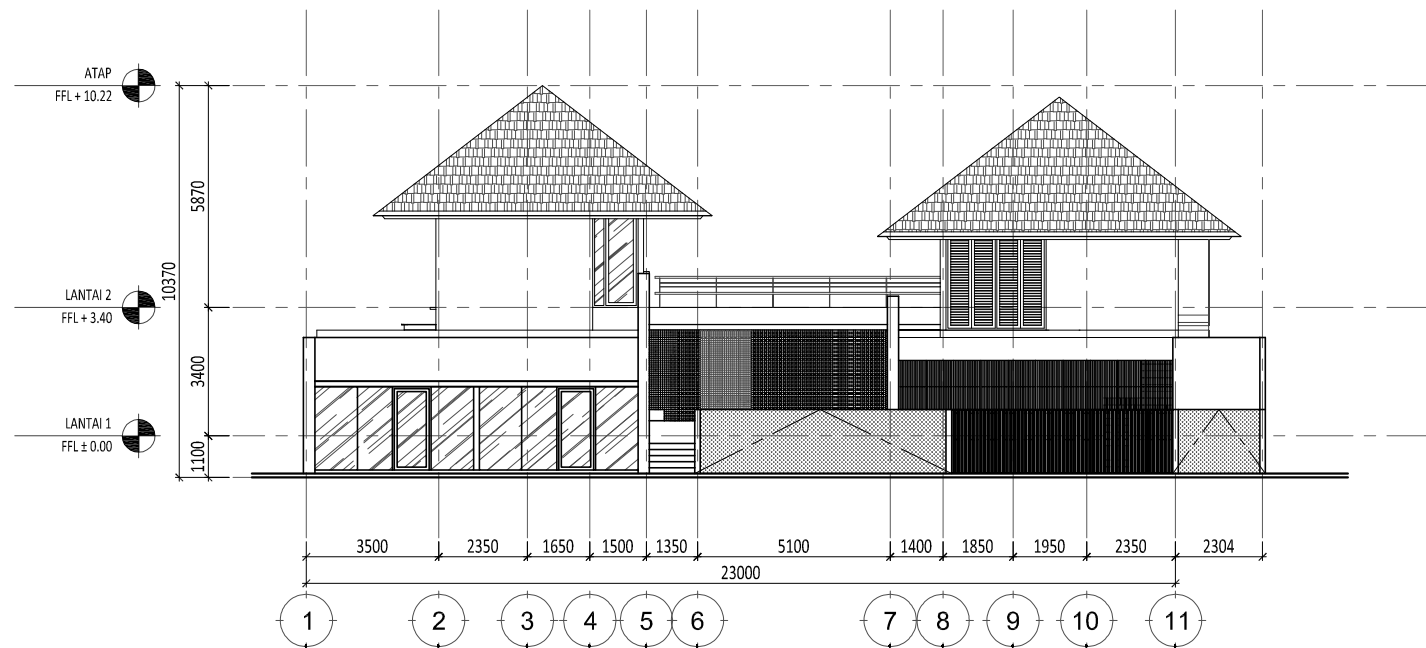 ATAP
FFL + 10.22
5870
10370
LANTAI 2
FFL + 3.40
3400
LANTAI 1
FFL ± 0.00
1100
3500 2350 1650 1500 1350 5100 1400 1850 1950 2350 2304
23000
1 2 3 4 5 6 7 8 9 10 11